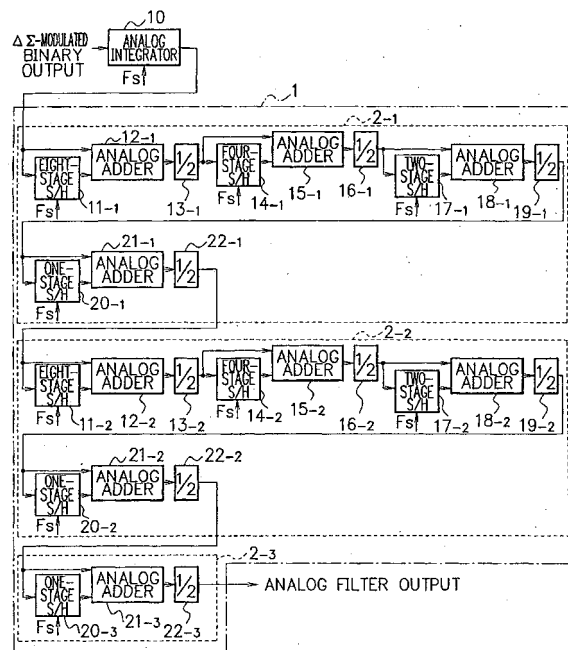 10
ΔΣ-MODULATED
BINARY
OUTPUT
ANALOG
INTEGRATOR
Fs
1
2-1
12-1
EIGHT-
STAGE
S/H
ANALOG
ADDER
1/2
FOUR-
STAGE
S/H
ANALOG
ADDER
1/2
TWO-
STAGE
S/H
ANALOG
ADDER
1/2
Fs
11-1
13-1
Fs
14-1
15-1
16-1
Fs
17-1
18-1
19-1
21-1
22-1
ONE-
STAGE
S/H
ANALOG
ADDER
1/2
Fs
20-1
2-2
EIGHT-
STAGE
S/H
ANALOG
ADDER
1/2
FOUR-
STAGE
S/H
ANALOG
ADDER
1/2
TWO-
STAGE
S/H
ANALOG
ADDER
1/2
Fs
11-2
12-2
13-2
Fs
14-2
15-2
16-2
Fs
17-2
18-2
19-2
21-2
22-2
ONE-
STAGE
S/H
ANALOG
ADDER
1/2
Fs
20-2
2-3
ONE-
STAGE
S/H
ANALOG
ADDER
1/2
ANALOG FILTER OUTPUT
Fs
20-3
21-3
22-3